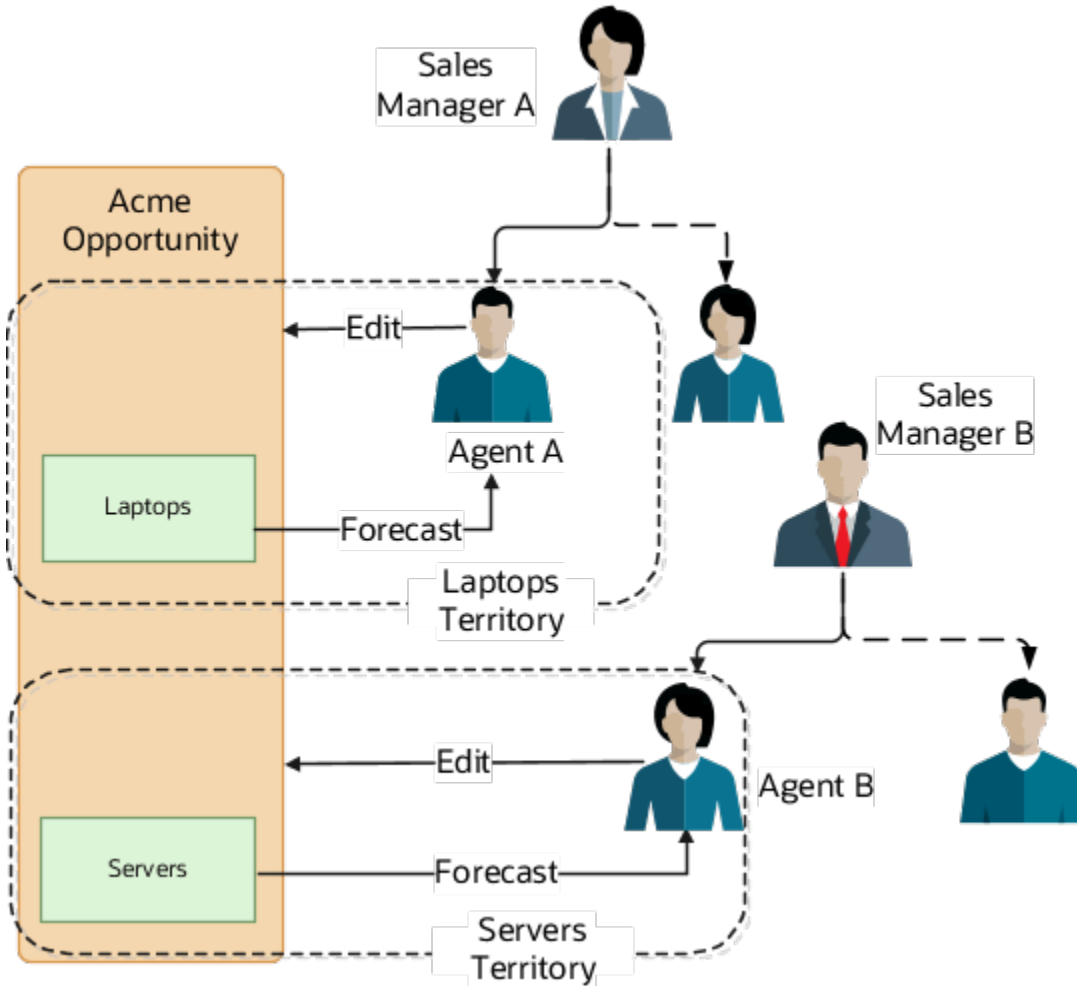 Sales
Manager A
Acme
Opportunity
Edit
Agent A
Laptops
Forecast
Laptops
Territory
Sales
Manager B
Edit
Agent B
Servers
Forecast
Servers
Territory